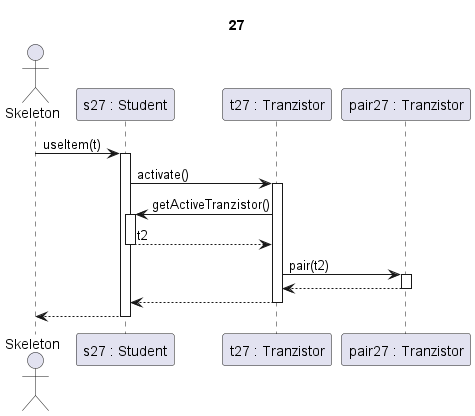 27
Skeleton
s27 : Student
t27 : Tranzistor
pair27 : Tranzistor
useItem(t)
activate()
getActiveTranzistor()
t2
pair(t2)
Skeleton
s27 : Student
t27 : Tranzistor
pair27 : Tranzistor